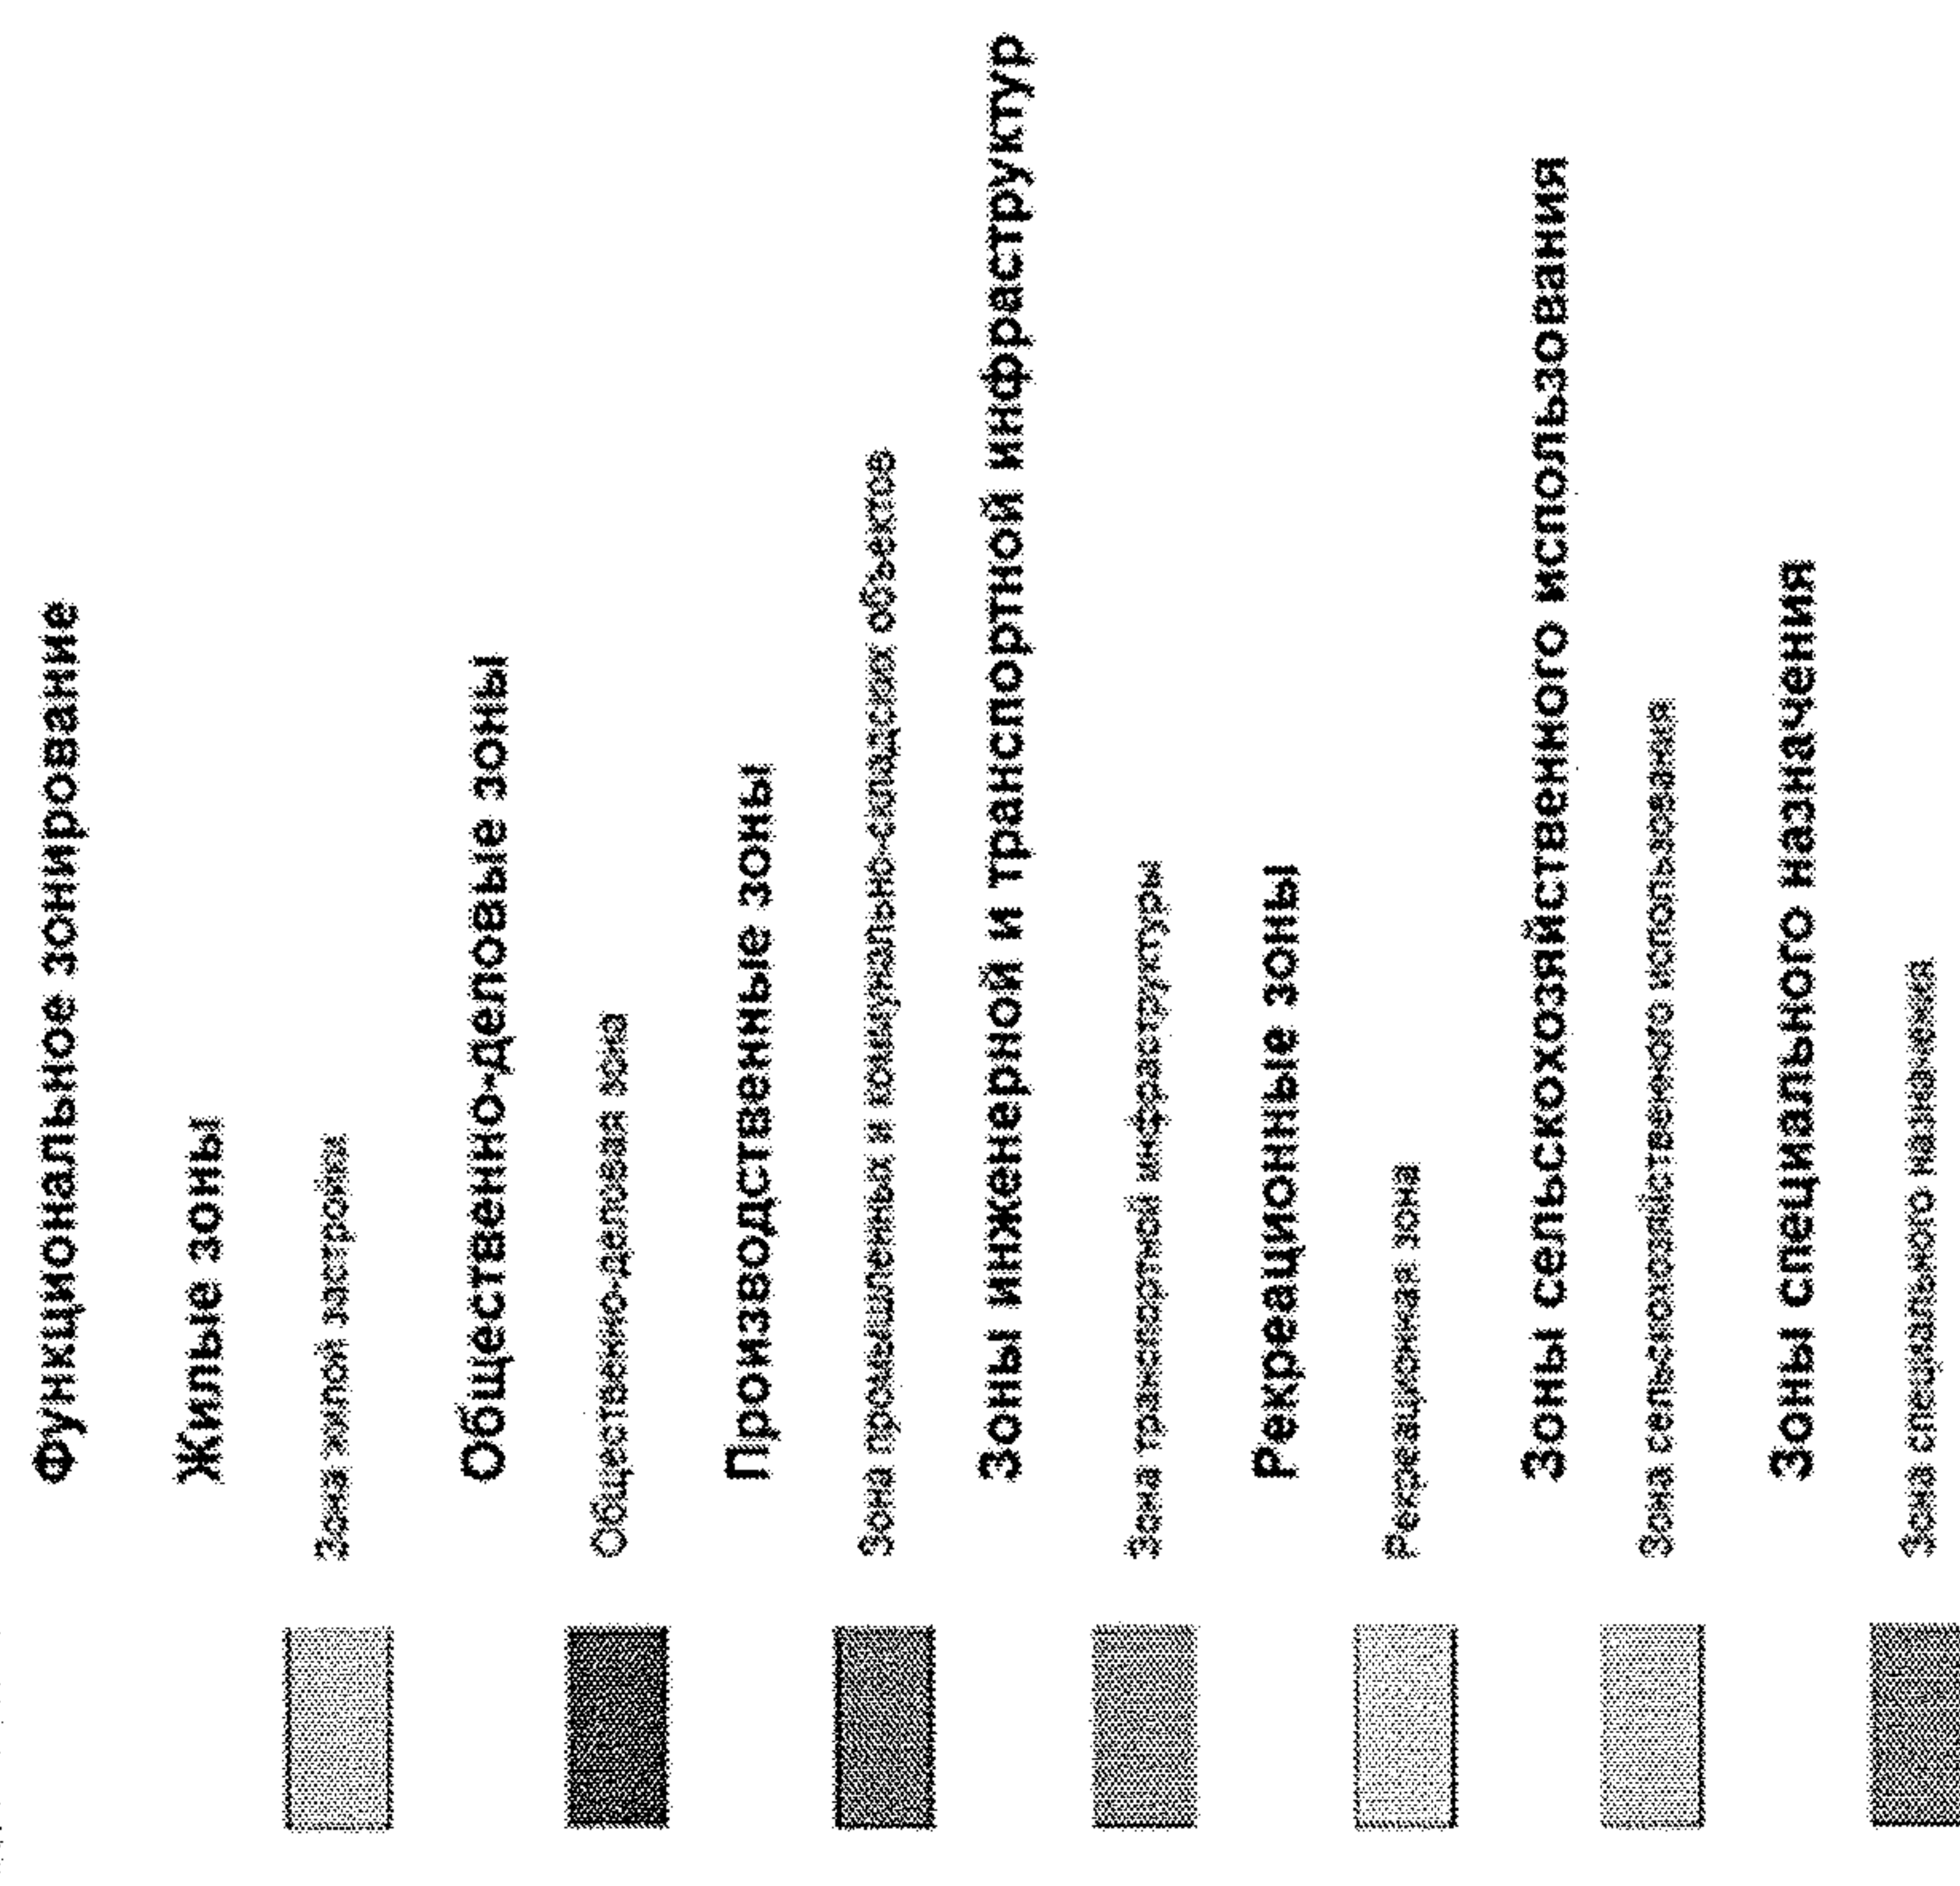 Функциональное зонирование
Жилые зоны
Зона жилой застройки
Общественно-деловые зоны
Общественно-деловая зона
Производственные зоны
Зона промышленных и коммунально-складских объектов
Зоны инженерной и транспортной инфраструктур
Зона транспортной инфраструктуры
Рекреационные зоны
Рекреационная зона
Зоны сельскохозяйственного использования
Зона сельскохозяйственного использования
Зоны специального назначения
Зона специального назначения